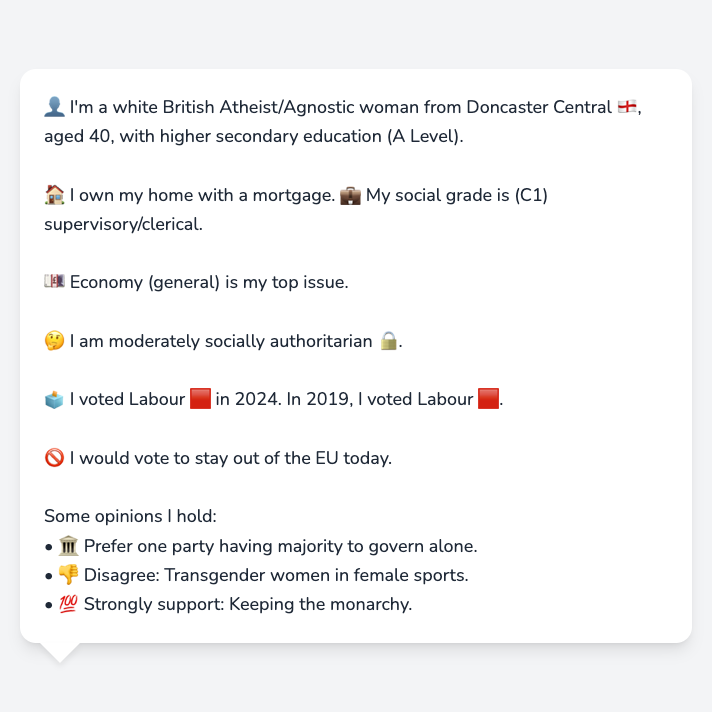 👤 I'm a white British Atheist/Agnostic woman from Doncaster Central 🏴󠁧󠁢󠁥󠁮󠁧󠁿,
aged 40, with higher secondary education (A Level).
🏠 I own my home with a mortgage. 💼 My social grade is (C1)
supervisory/clerical.
💷 Economy (general) is my top issue.
🤔 I am moderately socially authoritarian 🔒.
🗳️ I voted Labour 🟥 in 2024. In 2019, I voted Labour 🟥.
🚫 I would vote to stay out of the EU today.
Some opinions I hold:
• 🏛️ Prefer one party having majority to govern alone.
• 👎 Disagree: Transgender women in female sports.
• 💯 Strongly support: Keeping the monarchy.